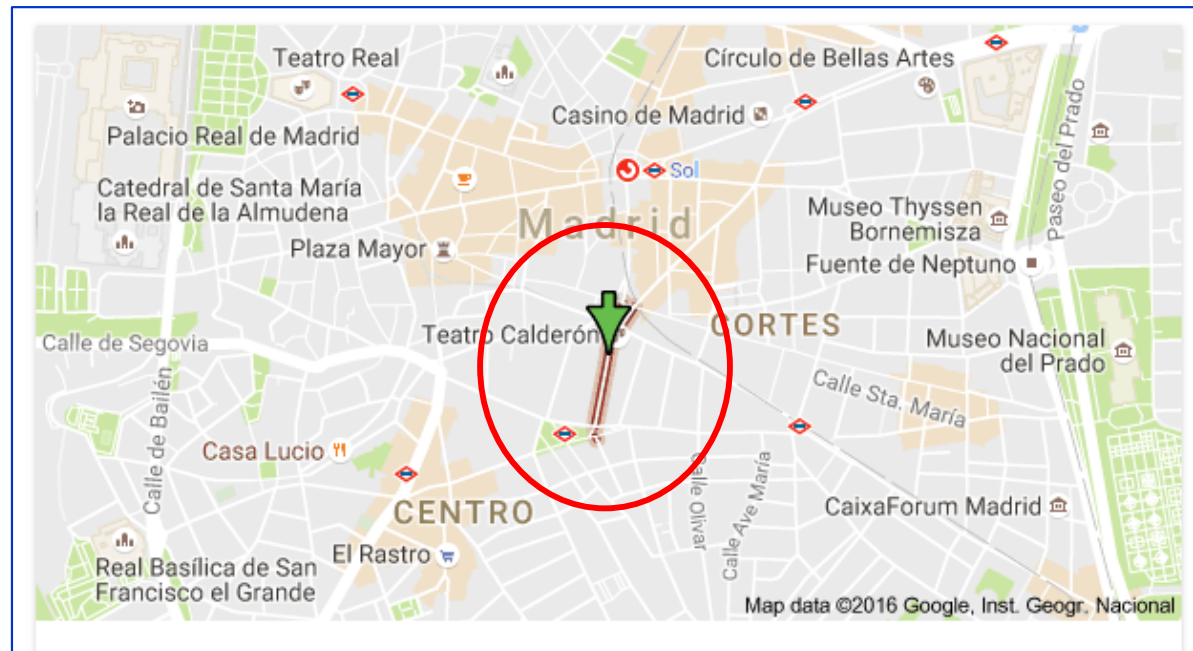 Teatro Real
Círculo de Bellas Artes
Casino de Madrid
Palacio Real de Madrid
Sol
Paseo del Prado
Catedral de Santa María
la Real de la Almudena
Madrid
Museo Thyssen
Bornemisza
Plaza Mayor
Fuente de Neptuno
Teatro Calderón
CORTES
Calle de Segovia
Museo Nacional
del Prado
Calle de Bailén
Calle Sta. María
Casa Lucio
Calle Olivar
Calle Ave María
CENTRO
CaixaForum Madrid
El Rastro
Real Basílica de San
Francisco el Grande
Map data ©2016 Google, Inst. Geogr. Nacional